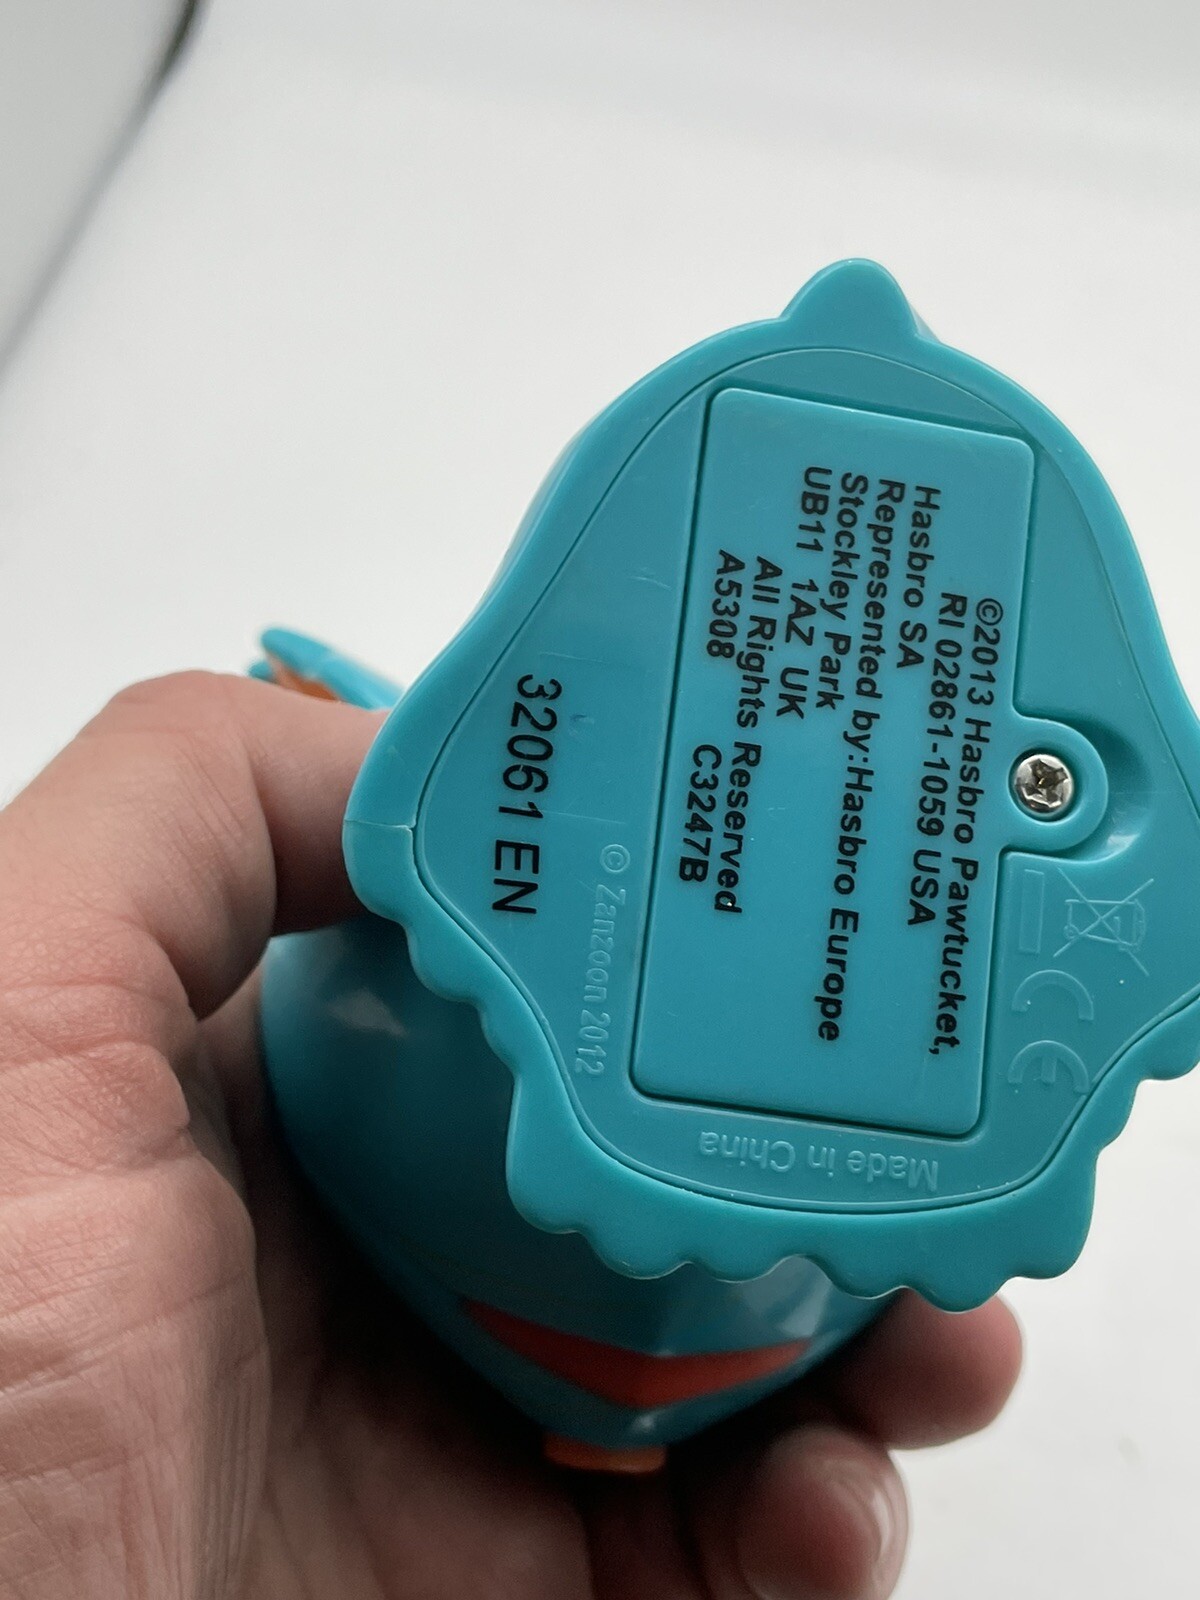 ©2013 Hasbro Pawtucket,
RI 02861-1059 USA
Hasbro SA
Represented by:Hasbro Europe
Stockley Park
UB11 1AZ UK
All Rights Reserved
A5308 C3247B
32061 EN
© Zanzoon 2012
CE
Made in China